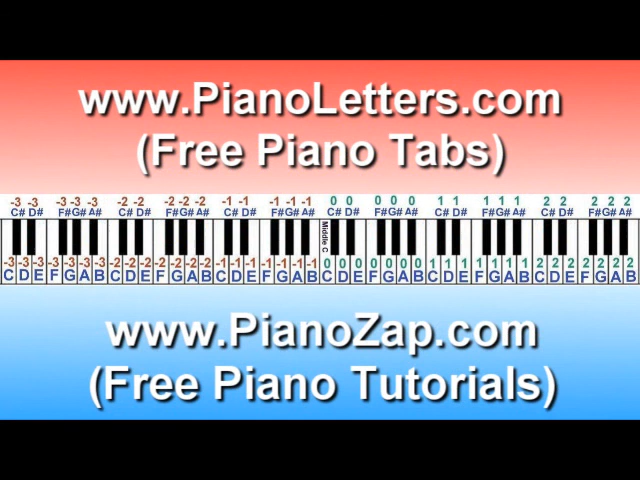 www.PianoLetters.com
(Free Piano Tabs)
-3 -3 -3 -3 -3 -2 -2 -2 -2 -2 -1 -1 -1 -1 -1 0 0 0 0 0 1 1 1 1 1 2 2 2 2 2
C# D# F# G# A# C# D# F# G# A# C# D# F# G# A# C# D# F# G# A# C# D# F# G# A# C# D# F# G# A#
Middle C
-3 -3 -3 -3 -3 -3 -3 -2 -2 -2 -2 -2 -2 -2 -1 -1 -1 -1 -1 -1 -1 0 0 0 0 0 0 0 1 1 1 1 1 1 1 2 2 2 2 2 2 2
C D E F G A B C D E F G A B C D E F G A B C D E F G A B C D E F G A B C D E F G A B
www.PianoZap.com
(Free Piano Tutorials)